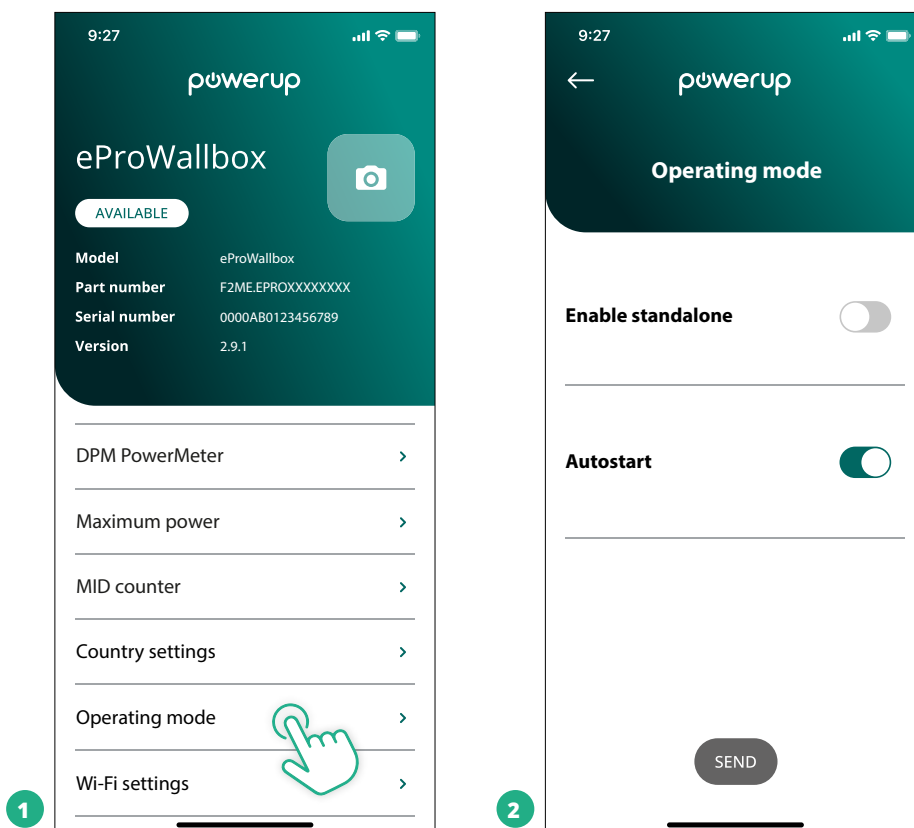 9:27
powerup
eProWallbox
AVAILABLE
Model eProWallbox
Part number F2ME.EPROXXXXXXXX
Serial number 0000AB0123456789
Version 2.9.1
DPM PowerMeter
Maximum power
MID counter
Country settings
Operating mode
Wi-Fi settings
1
9:27
powerup
Operating mode
Enable standalone
Autostart
SEND
2